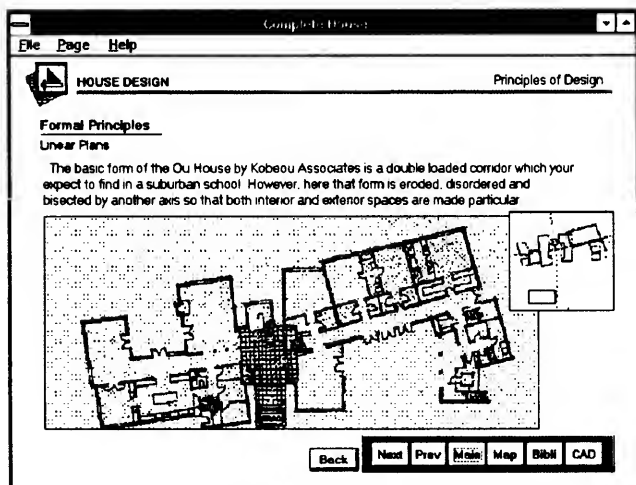 Complete House
File Page Help
HOUSE DESIGN Principles of Design
Formal Principles
Linear Plans
The basic form of the Ou House by Kobeou Associates is a double loaded corridor which your
expect to find in a suburban school However, here that form is eroded, disordered and
bisected by another axis so that both interior and exterior spaces are made particular
Back Next Prev Main Map Bibli CAD